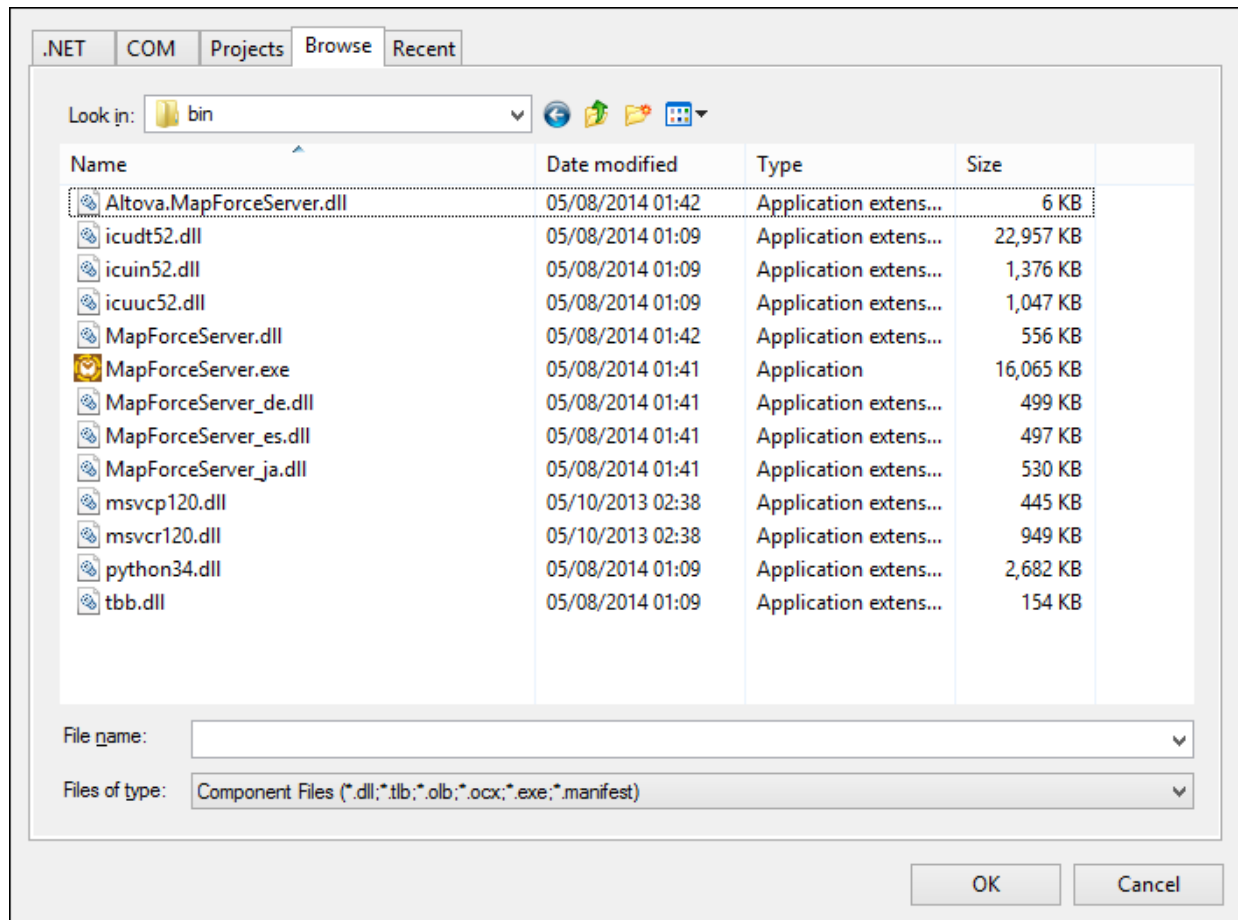 .NET COM Projects Browse Recent
Look in: bin
Name Date modified Type Size
Altova.MapForceServer.dll 05/08/2014 01:42 Application extens... 6 KB
icudt52.dll 05/08/2014 01:09 Application extens... 22,957 KB
icuin52.dll 05/08/2014 01:09 Application extens... 1,376 KB
icuuc52.dll 05/08/2014 01:09 Application extens... 1,047 KB
MapForceServer.dll 05/08/2014 01:42 Application extens... 556 KB
MapForceServer.exe 05/08/2014 01:41 Application 16,065 KB
MapForceServer_de.dll 05/08/2014 01:41 Application extens... 499 KB
MapForceServer_es.dll 05/08/2014 01:41 Application extens... 497 KB
MapForceServer_ja.dll 05/08/2014 01:41 Application extens... 530 KB
msvcp120.dll 05/10/2013 02:38 Application extens... 445 KB
msvcr120.dll 05/10/2013 02:38 Application extens... 949 KB
python34.dll 05/08/2014 01:09 Application extens... 2,682 KB
tbb.dll 05/08/2014 01:09 Application extens... 154 KB
File name:
Files of type: Component Files (*.dll;*.tlb;*.olb;*.ocx;*.exe;*.manifest)
OK Cancel